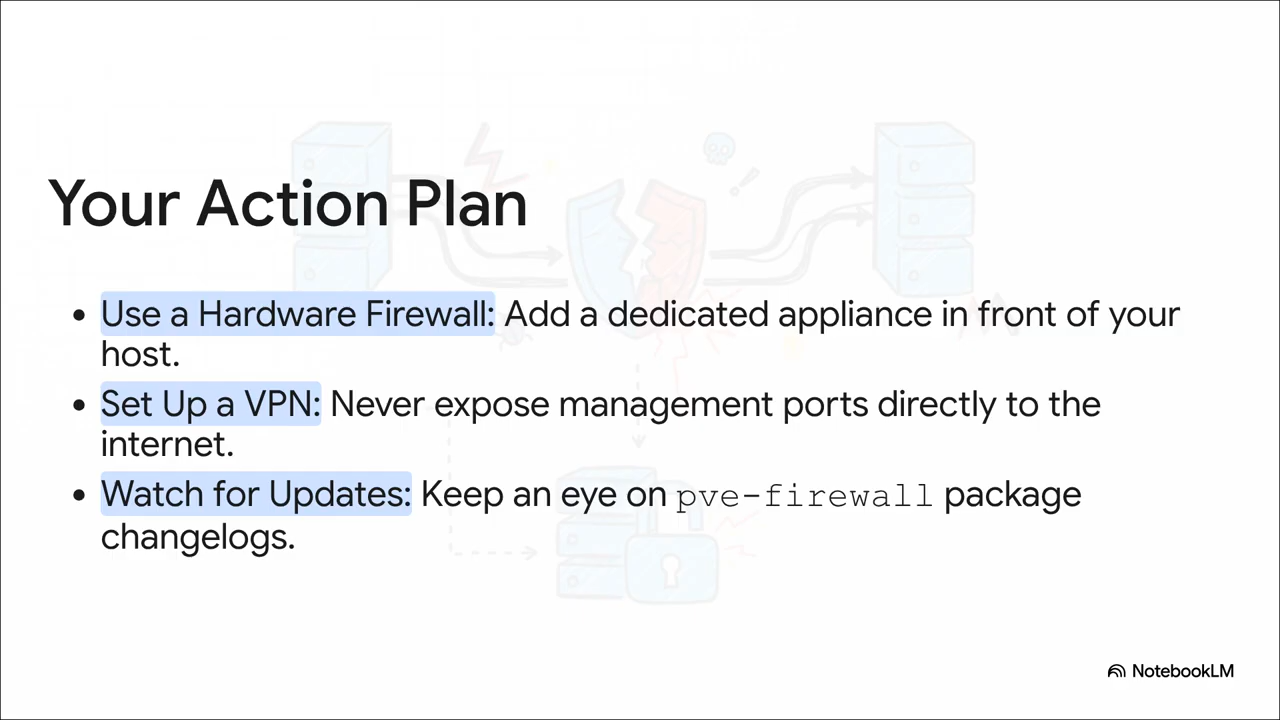 Your Action Plan
• Use a Hardware Firewall: Add a dedicated appliance in front of your
host.
• Set Up a VPN: Never expose management ports directly to the
internet.
• Watch for Updates: Keep an eye on pve-firewall package
changelogs.
NotebookLM